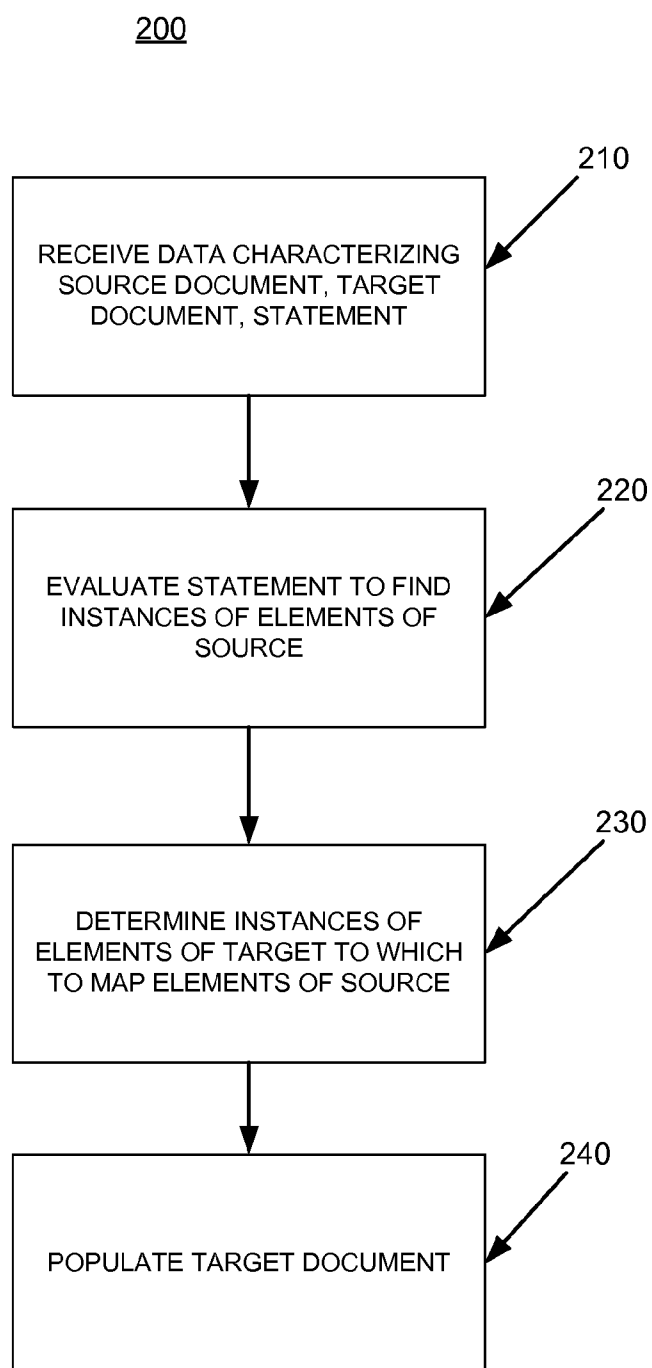 200
210
RECEIVE DATA CHARACTERIZING
SOURCE DOCUMENT, TARGET
DOCUMENT, STATEMENT
220
EVALUATE STATEMENT TO FIND
INSTANCES OF ELEMENTS OF
SOURCE
230
DETERMINE INSTANCES OF
ELEMENTS OF TARGET TO WHICH
TO MAP ELEMENTS OF SOURCE
240
POPULATE TARGET DOCUMENT